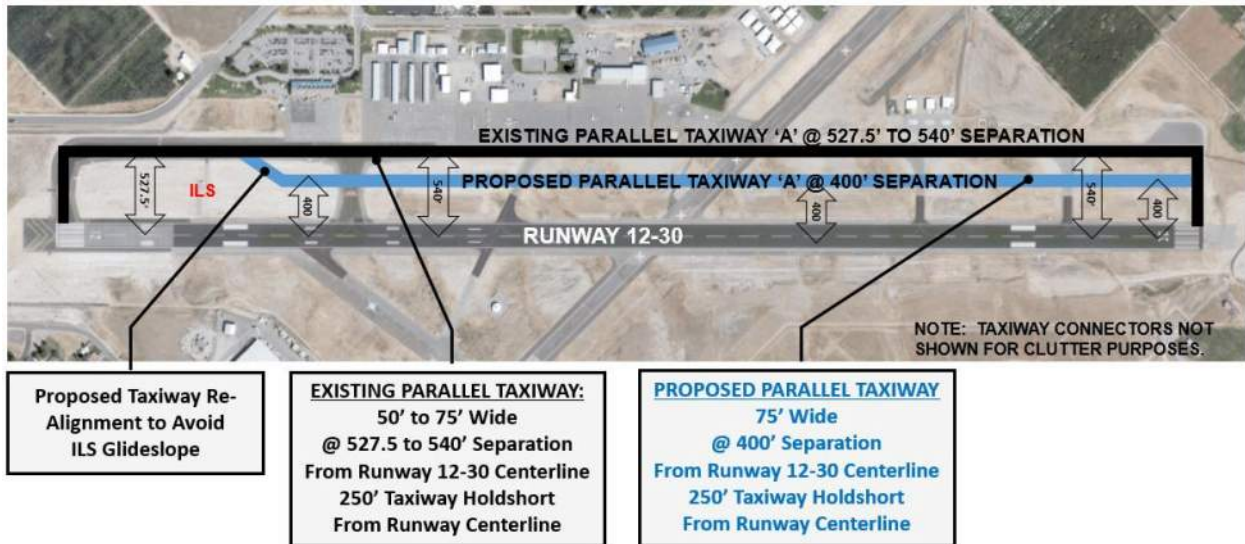 EXISTING PARALLEL TAXIWAY ‘A’ @ 527.5’ TO 540’ SEPARATION
527.5’
ILS
400
540’
PROPOSED PARALLEL TAXIWAY ‘A’ @ 400’ SEPARATION
400
540’
400
RUNWAY 12-30
NOTE: TAXIWAY CONNECTORS NOT
SHOWN FOR CLUTTER PURPOSES.
Proposed Taxiway Re-
Alignment to Avoid
ILS Glideslope
EXISTING PARALLEL TAXIWAY:
50’ to 75’ Wide
@ 527.5 to 540’ Separation
From Runway 12-30 Centerline
250’ Taxiway Holdshort
From Runway Centerline
PROPOSED PARALLEL TAXIWAY
75’ Wide
@ 400’ Separation
From Runway 12-30 Centerline
250’ Taxiway Holdshort
From Runway Centerline